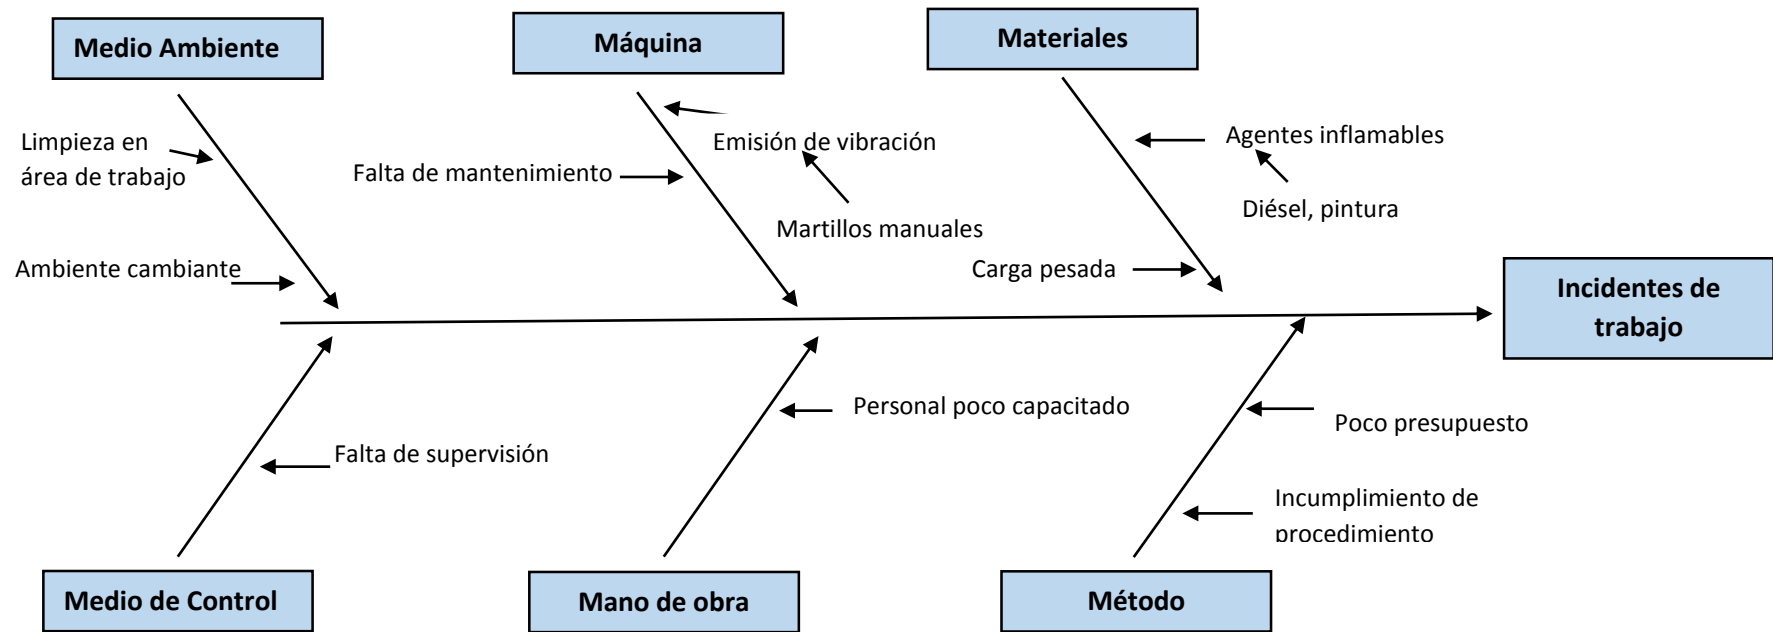 Medio Ambiente
Máquina
Materiales
Limpieza en
área de trabajo
Emisión de vibración
Agentes inflamables
Falta de mantenimiento
Diésel, pintura
Martillos manuales
Ambiente cambiante
Carga pesada
Incidentes de
trabajo
Personal poco capacitado
Poco presupuesto
Falta de supervisión
Incumplimiento de
procedimiento
Medio de Control
Mano de obra
Método